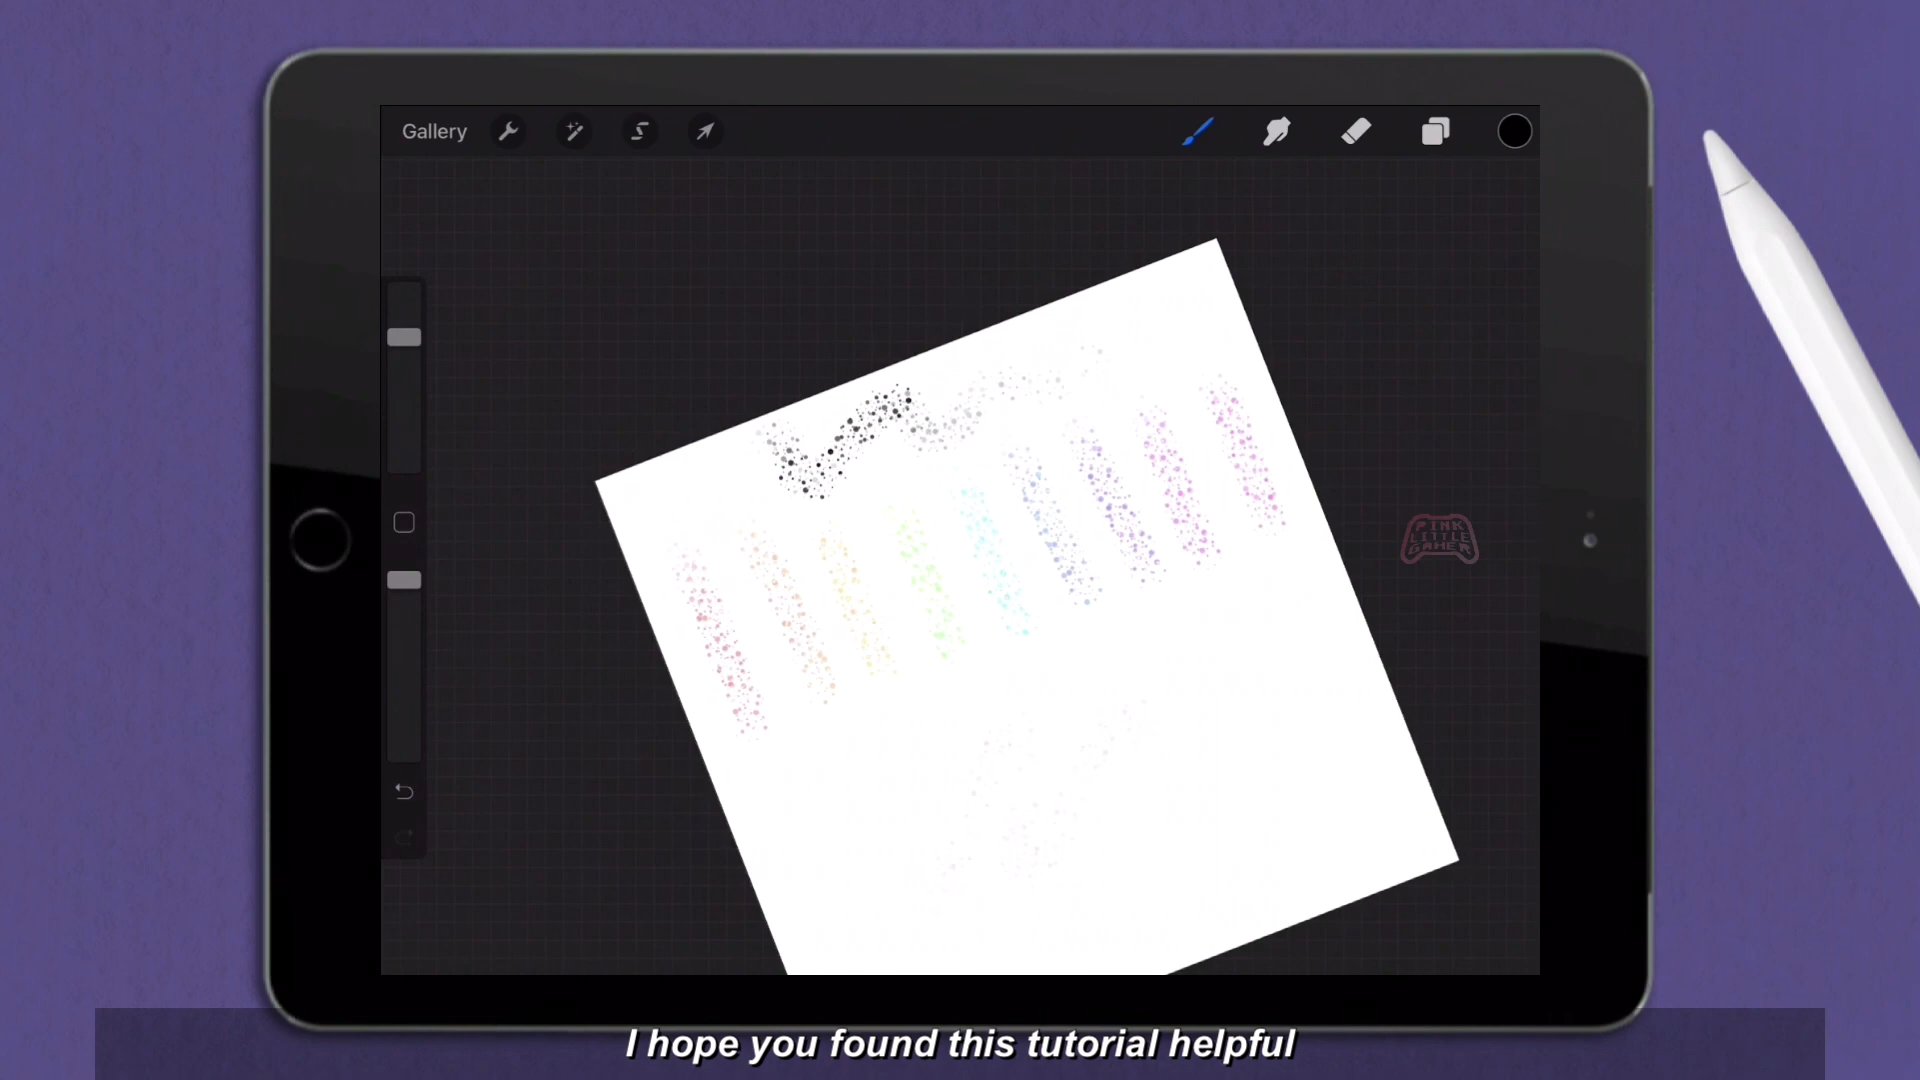 Gallery
PINK
LITTLE
GAMER
I hope you found this tutorial helpful